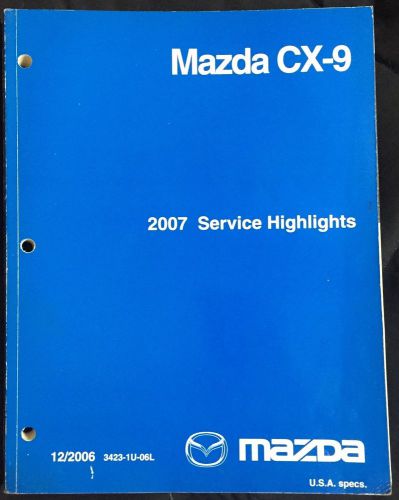 Mazda CX-9
2007 Service Highlights
12/2006 3423-1U-06L
mazda
U.S.A. specs.